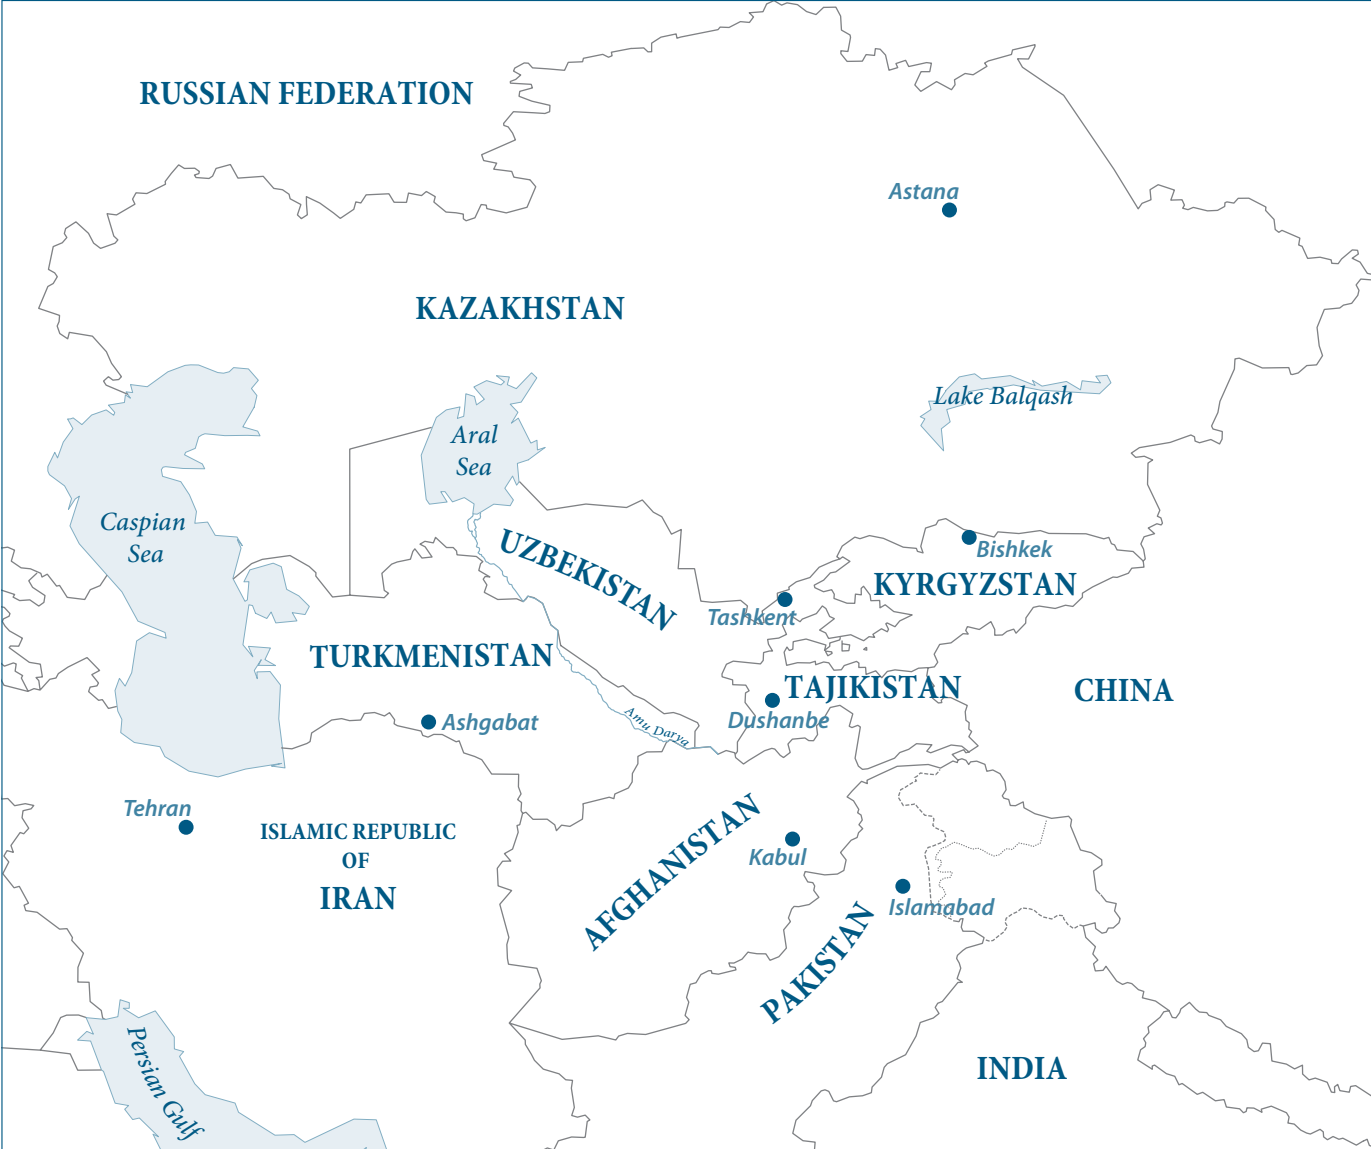 RUSSIAN FEDERATION
Astana
KAZAKHSTAN
Lake Balqash
Aral
Sea
Caspian
Sea
UZBEKISTAN
Bishkek
KYRGYZSTAN
Tashkent
TURKMENISTAN
TAJIKISTAN
CHINA
Dushanbe
Ashgabat
Amu Darya
Tehran
ISLAMIC REPUBLIC
OF
IRAN
AFGHANISTAN
Kabul
Islamabad
PAKISTAN
INDIA
Persian Gulf